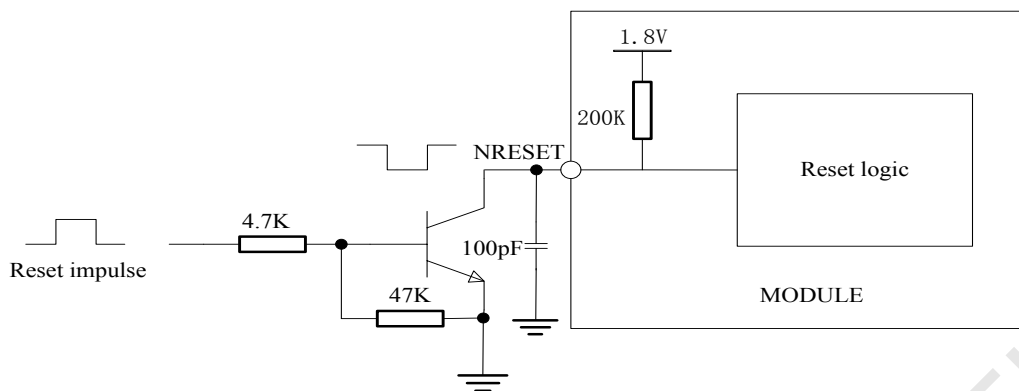 1.8V
200K
NRESET
Reset logic
4.7K
100pF
Reset impulse
47K
MODULE